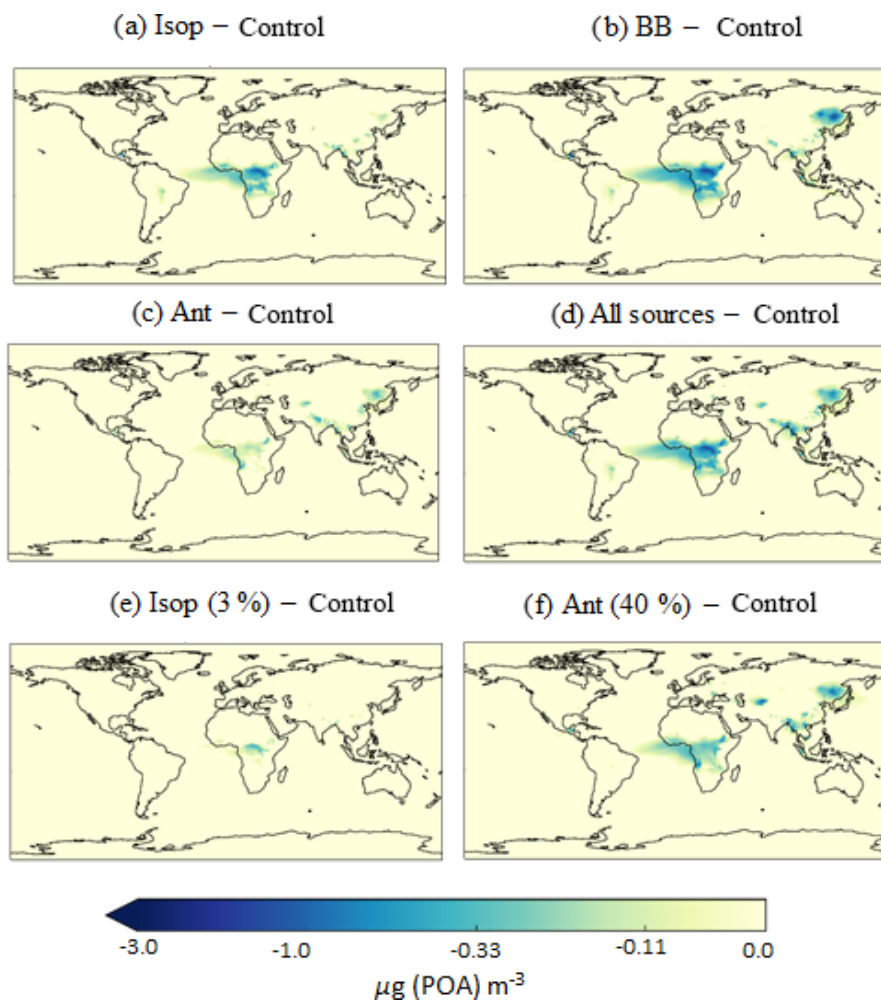 (a) Isop – Control
(b) BB – Control
(c) Ant – Control
(d) All sources – Control
(e) Isop (3 %) – Control
(f) Ant (40 %) – Control
-3.0 -1.0 -0.33 -0.11 0.0
μg (POA) m⁻³